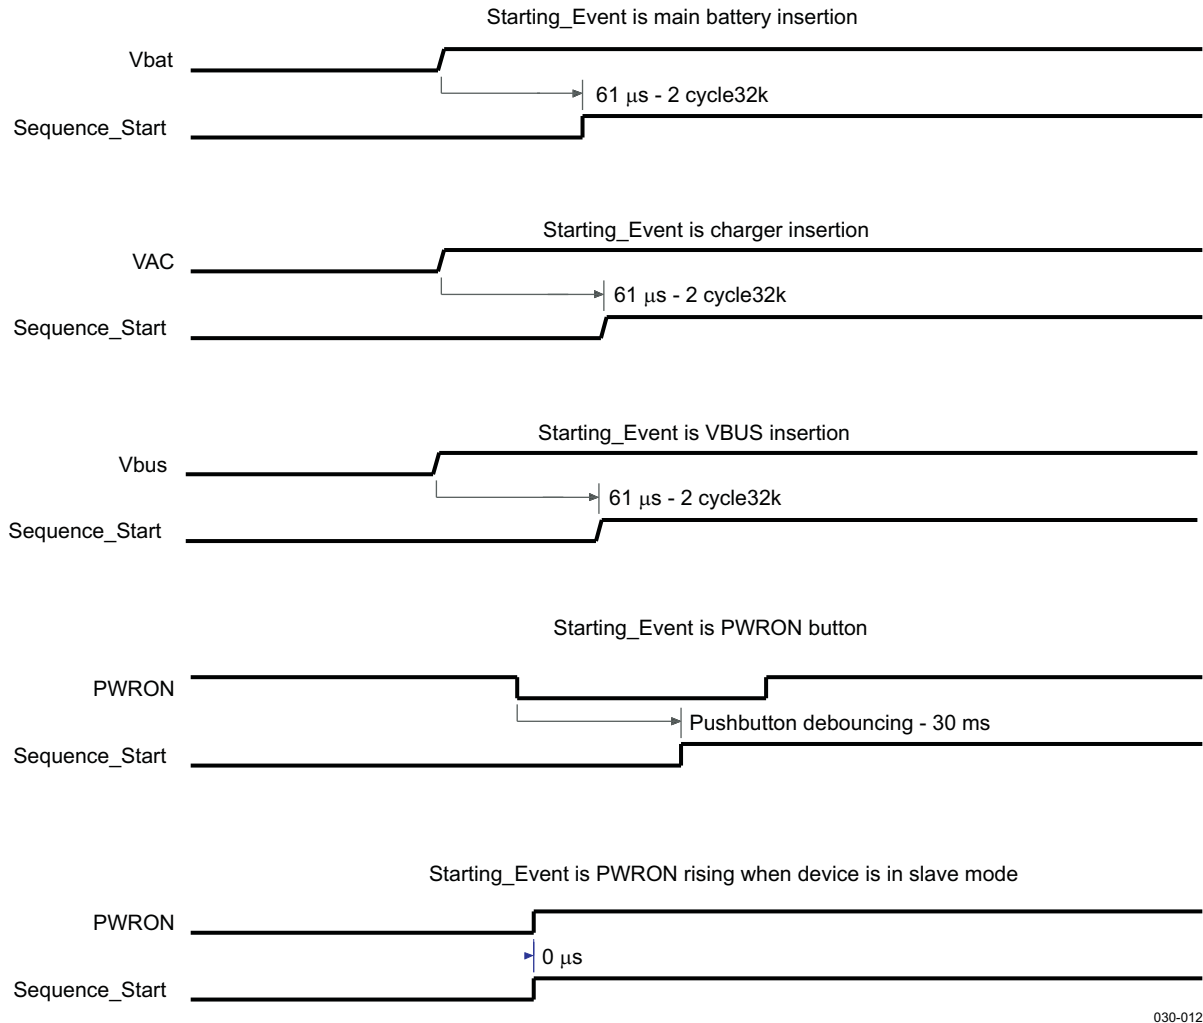 Starting_Event is main battery insertion
Vbat
61 μs - 2 cycle32k
Sequence_Start
Starting_Event is charger insertion
VAC
61 μs - 2 cycle32k
Sequence_Start
Starting_Event is VBUS insertion
Vbus
61 μs - 2 cycle32k
Sequence_Start
Starting_Event is PWRON button
PWRON
Pushbutton debouncing - 30 ms
Sequence_Start
Starting_Event is PWRON rising when device is in slave mode
PWRON
0 μs
Sequence_Start
030-012